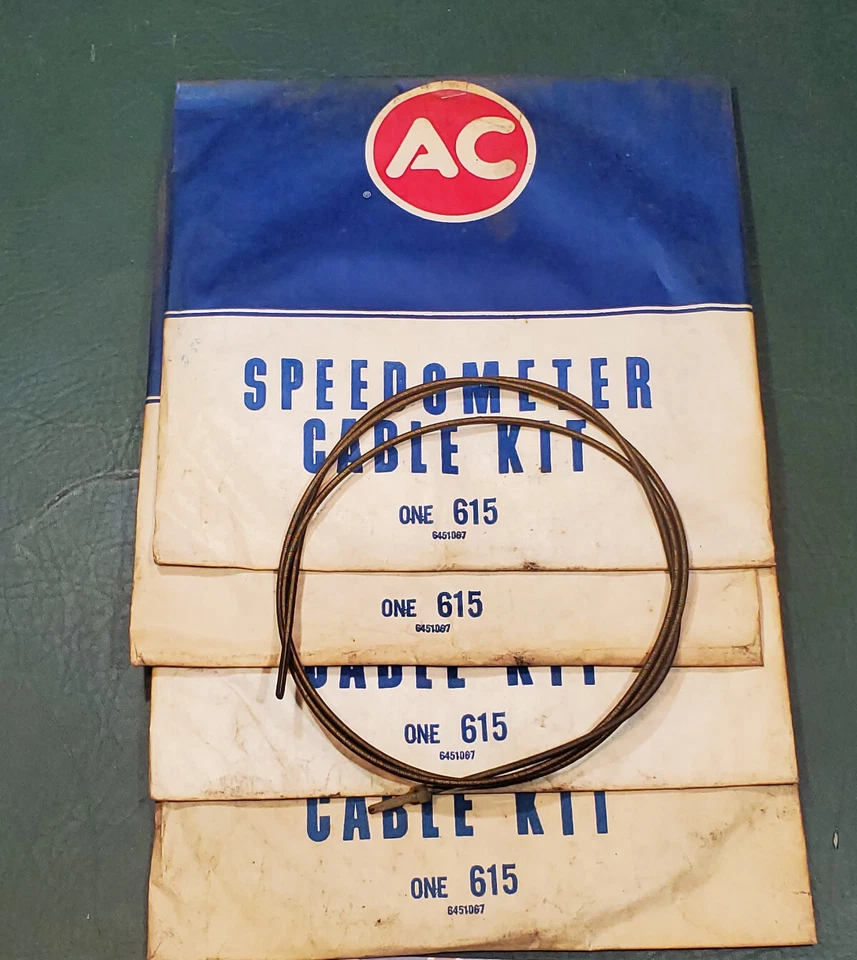 AC
®
SPEEDOMETER
CABLE KIT
ONE 615
6451067
ONE 615
6451067
CABLE KIT
ONE 615
6451067
CABLE KIT
ONE 615
6451067